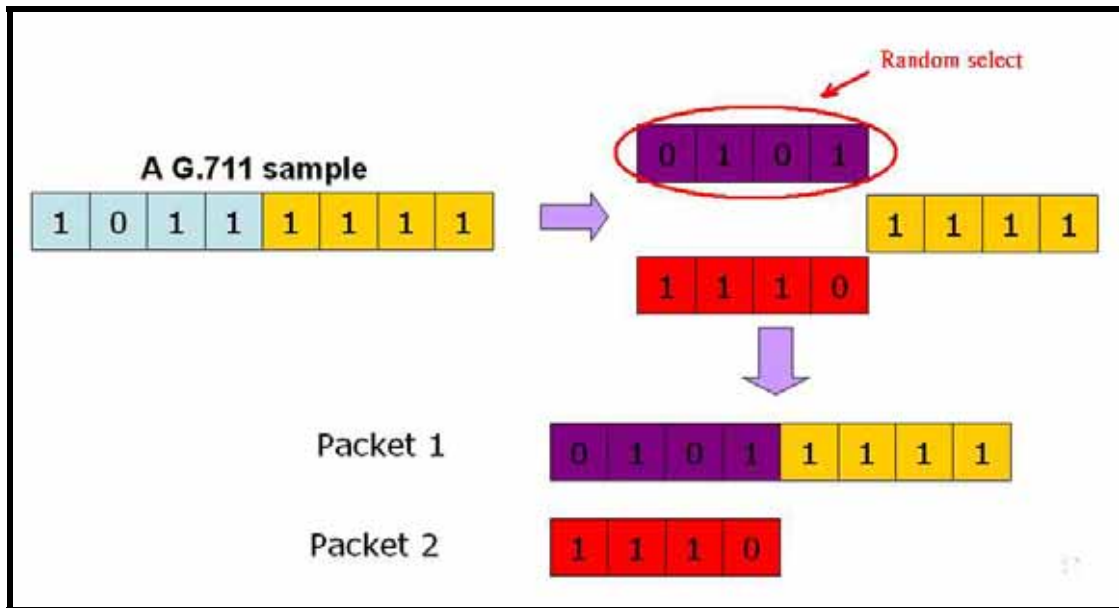 Random select
0 1 0 1
A G.711 sample
1 0 1 1 1 1 1 1
1 1 1 1
1 1 1 0
Packet 1
0 1 0 1 1 1 1 1
Packet 2
1 1 1 0